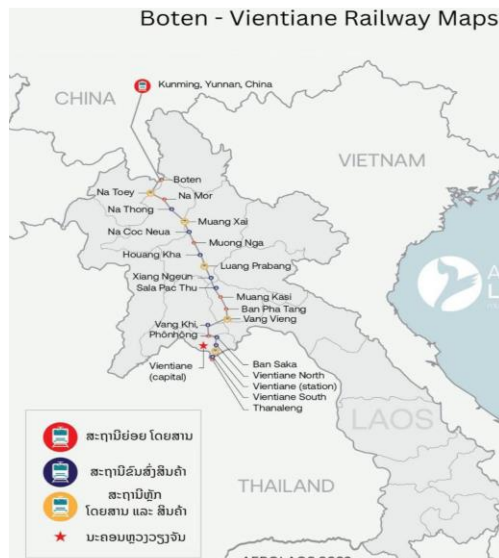 Boten - Vientiane Railway Maps
Kunming, Yunnan, China
CHINA
VIETNAM
Boten
Na Toey
Na Mor
Na Thong
Muang Xai
Na Coc Neua
Muong Nga
Houang Kha
Luang Prabang
Xiang Ngeun
Sala Pac Thu
Muang Kasi
Ban Pha Tang
Vang Vieng
Vang Khi,
Phônhông
Vientiane
(capital)
Ban Saka
Vientiane North
Vientiane (station)
Vientiane South
Thanaleng
LAOS
THAILAND
ສະຖານີຍ່ອຍ ໂດຍສານ
ສະຖານີຂົນສົ່ງສິນຄ້າ
ສະຖານີຫຼັກ
ໂດຍສານ ແລະ ສິນຄ້າ
ນະຄອນຫຼວງວຽງຈັນ